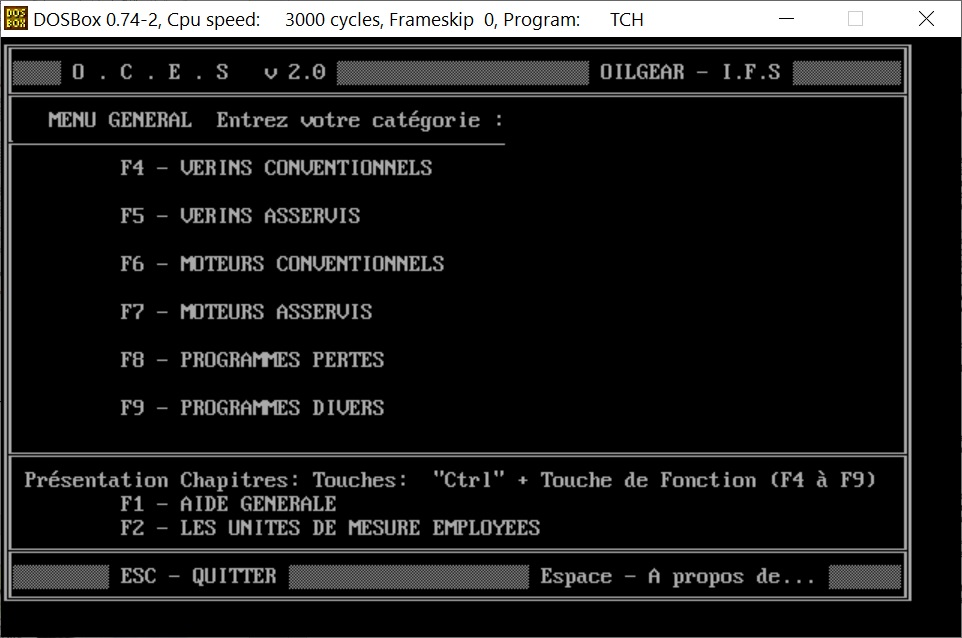 DOS BOX DOSBox 0.74-2, Cpu speed: 3000 cycles, Frameskip 0, Program: TCH
O . C . E . S v 2.0 OILGEAR - I.F.S
MENU GENERAL Entrez votre catégorie :
F4 - VERINS CONVENTIONNELS
F5 - VERINS ASSERVIS
F6 - MOTEURS CONVENTIONNELS
F7 - MOTEURS ASSERVIS
F8 - PROGRAMMES PERTES
F9 - PROGRAMMES DIVERS
Présentation Chapitres: Touches: "Ctrl" + Touche de Fonction (F4 à F9)
F1 - AIDE GENERALE
F2 - LES UNITES DE MESURE EMPLOYEES
ESC - QUITTER Espace - A propos de...